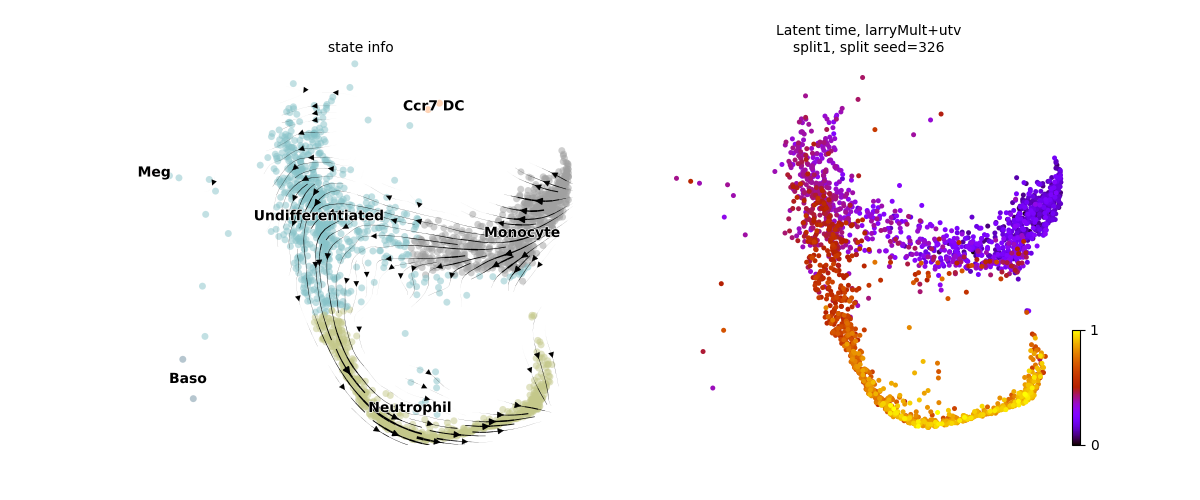 state info
Latent time, larryMult+utv
split1, split seed=326
Ccr7 DC
Meg
Undifferentiated
Monocyte
Baso
Neutrophil
1
0